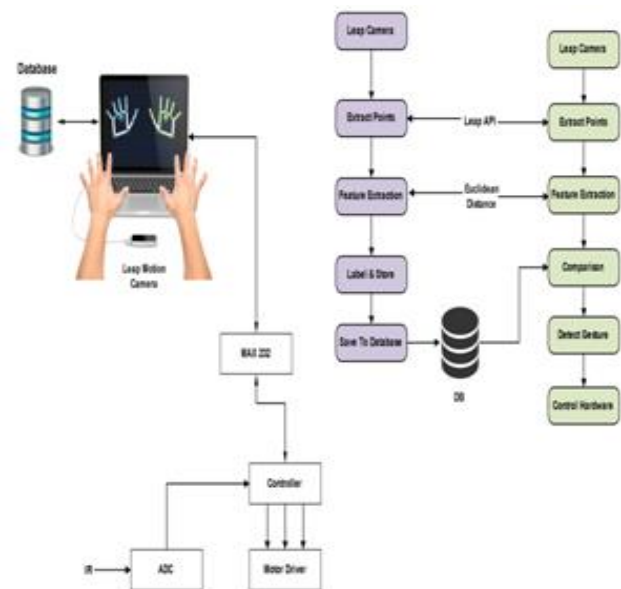 Database
Leap Motion
Camera
MAX 232
Controller
IR
ADC
Motor Driver
Leap Camera
Extract Points
Feature Extraction
Label & Store
Save To Database
Leap API
Euclidean
Distance
DB
Leap Camera
Extract Points
Feature Extraction
Comparison
Detect Gesture
Control Hardware